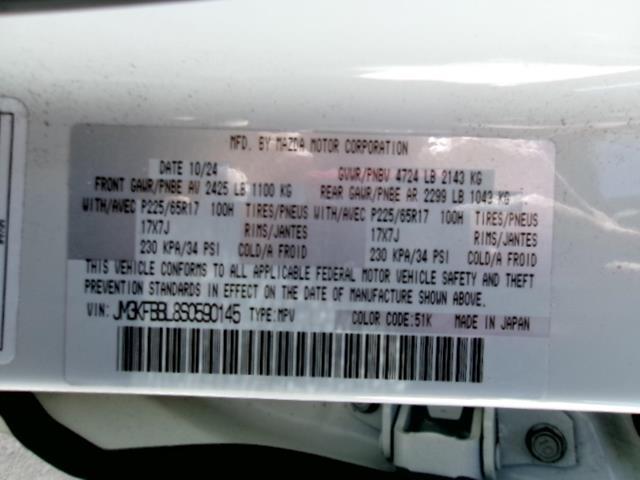 MFD. BY MAZDA MOTOR CORPORATION
DATE 10/24 GVWR/PNBV 4724 LB 2143 KG
FRONT GAWR/PNBE AV 2425 LB 1100 KG REAR GAWR/PNBE AR 2299 LB 1043 KG
WITH/AVEC P225/65R17 100H TIRES/PNEUS WITH/AVEC P225/65R17 100H TIRES/PNEUS
17X7J RIMS/JANTES 17X7J RIMS/JANTES
230 KPA/34 PSI COLD/A FROID 230 KPA/34 PSI COLD/A FROID
THIS VEHICLE CONFORMS TO ALL APPLICABLE FEDERAL MOTOR VEHICLE SAFETY AND THEFT
PREVENTION STANDARDS IN EFFECT ON THE DATE OF MANUFACTURE SHOWN ABOVE.
VIN: JM3KFBBL8S0590145 TYPE:MPV COLOR CODE:51K MADE IN JAPAN